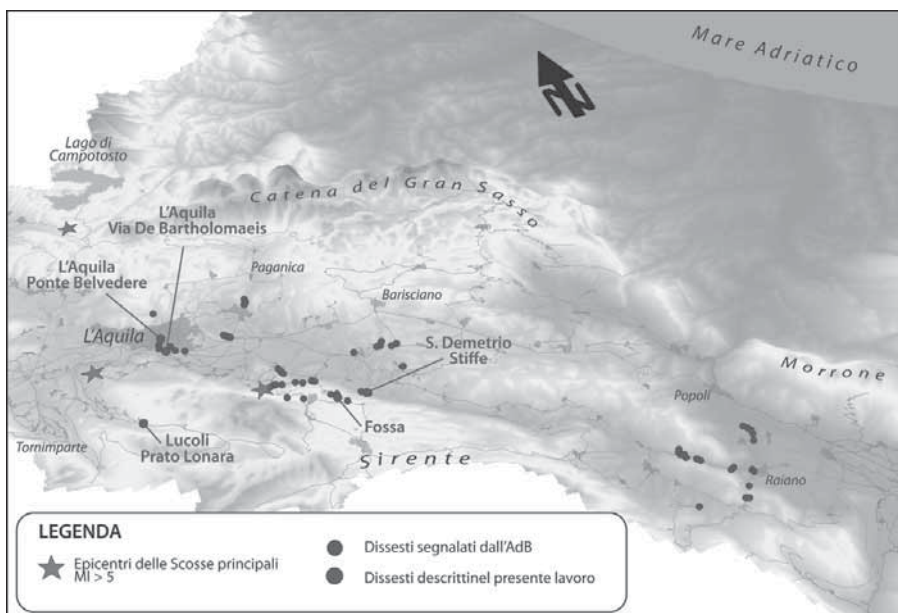 Mare Adriatico
N
Lago di
Campotosto
Catena del Gran Sasso
L'Aquila
Via De Bartholomaeis
L'Aquila
Ponte Belvedere
Paganica
Barisciano
L'Aquila
S. Demetrio
Stiffe
Morrone
Popoli
Fossa
Lucoli
Prato Lonara
Tornimparte
Sirente
Raiano
LEGENDA
Epicentri delle Scosse principali
Ml > 5
Dissesti segnalati dall'AdB
Dissesti descrittinel presente lavoro